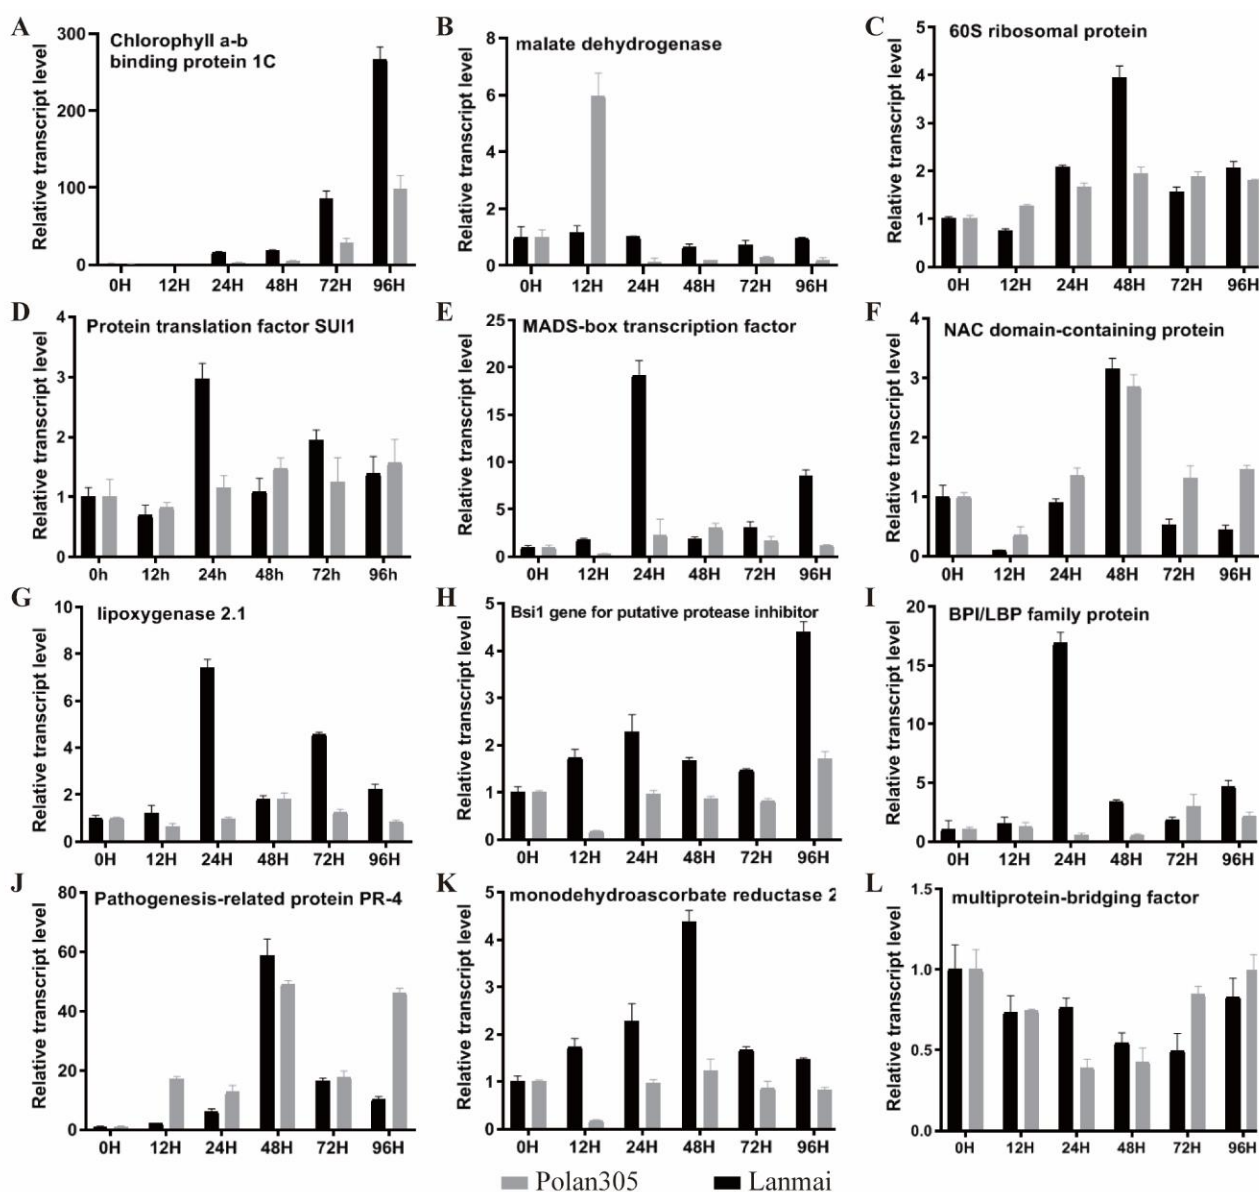 A
Chlorophyll a-b
binding protein 1C
Relative transcript level
300
200
100
0
0H 12H 24H 48H 72H 96H
B
malate dehydrogenase
Relative transcript level
8
6
4
2
0
0H 12H 24H 48H 72H 96H
C
60S ribosomal protein
Relative transcript level
5
4
3
2
1
0
0H 12H 24H 48H 72H 96H
D
Protein translation factor SUI1
Relative transcript level
4
3
2
1
0
0h 12h 24h 48h 72h 96h
E
MADS-box transcription factor
Relative transcript level
25
20
15
10
5
0
0H 12H 24H 48H 72H 96H
F
NAC domain-containing protein
Relative transcript level
4
3
2
1
0
0H 12H 24H 48H 72H 96H
G
lipoxygenase 2.1
Relative transcript level
10
8
6
4
2
0
0H 12H 24H 48H 72H 96H
H
Bsi1 gene for putative protease inhibitor
Relative transcript level
5
4
3
2
1
0
0H 12H 24H 48H 72H 96H
I
BPI/LBP family protein
Relative transcript level
20
15
10
5
0
0H 12H 24H 48H 72H 96H
J
Pathogenesis-related protein PR-4
Relative transcript level
80
60
40
20
0
0H 12H 24H 48H 72H 96H
K
monodehydroascorbate reductase 2
Relative transcript level
5
4
3
2
1
0
0H 12H 24H 48H 72H 96H
L
multiprotein-bridging factor
Relative transcript level
1.5
1.0
0.5
0.0
0H 12H 24H 48H 72H 96H
Polan305 Lanmai